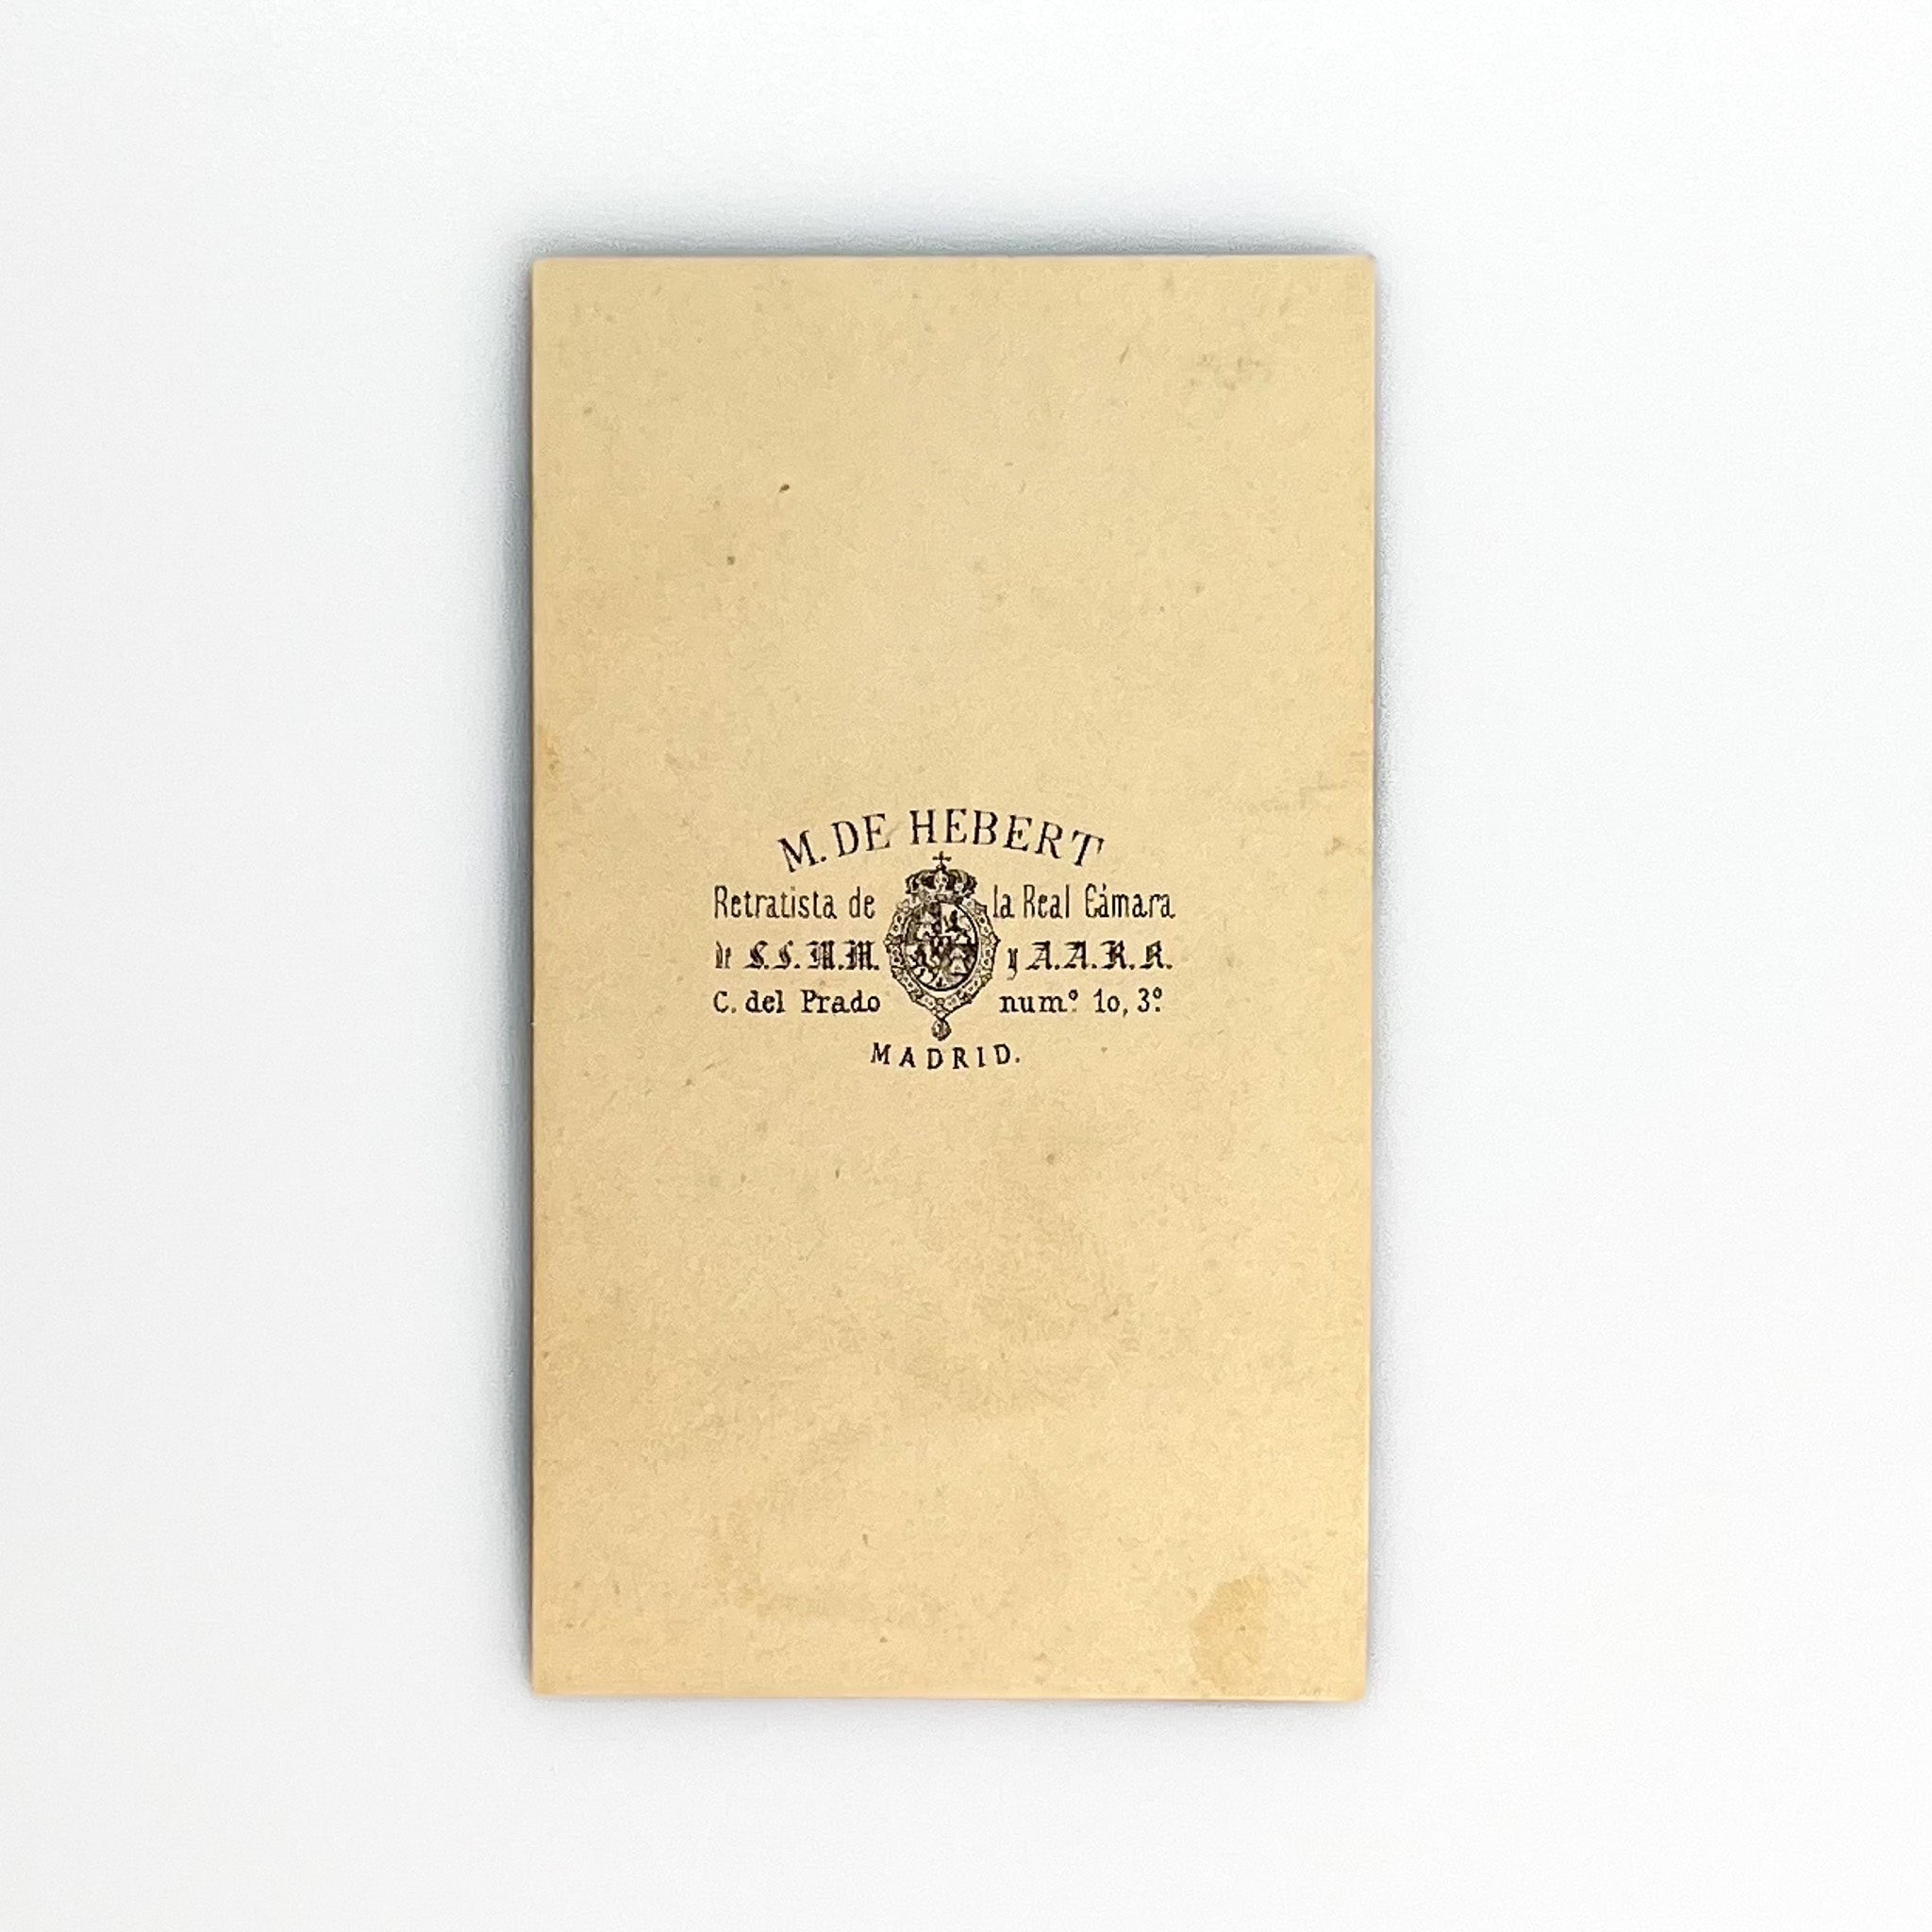 M. DE HEBERT
Retratista de la Real Cámara
de S.S.M.M. y A.A.R.R.
C. del Prado num.º 10, 3.º
MADRID.